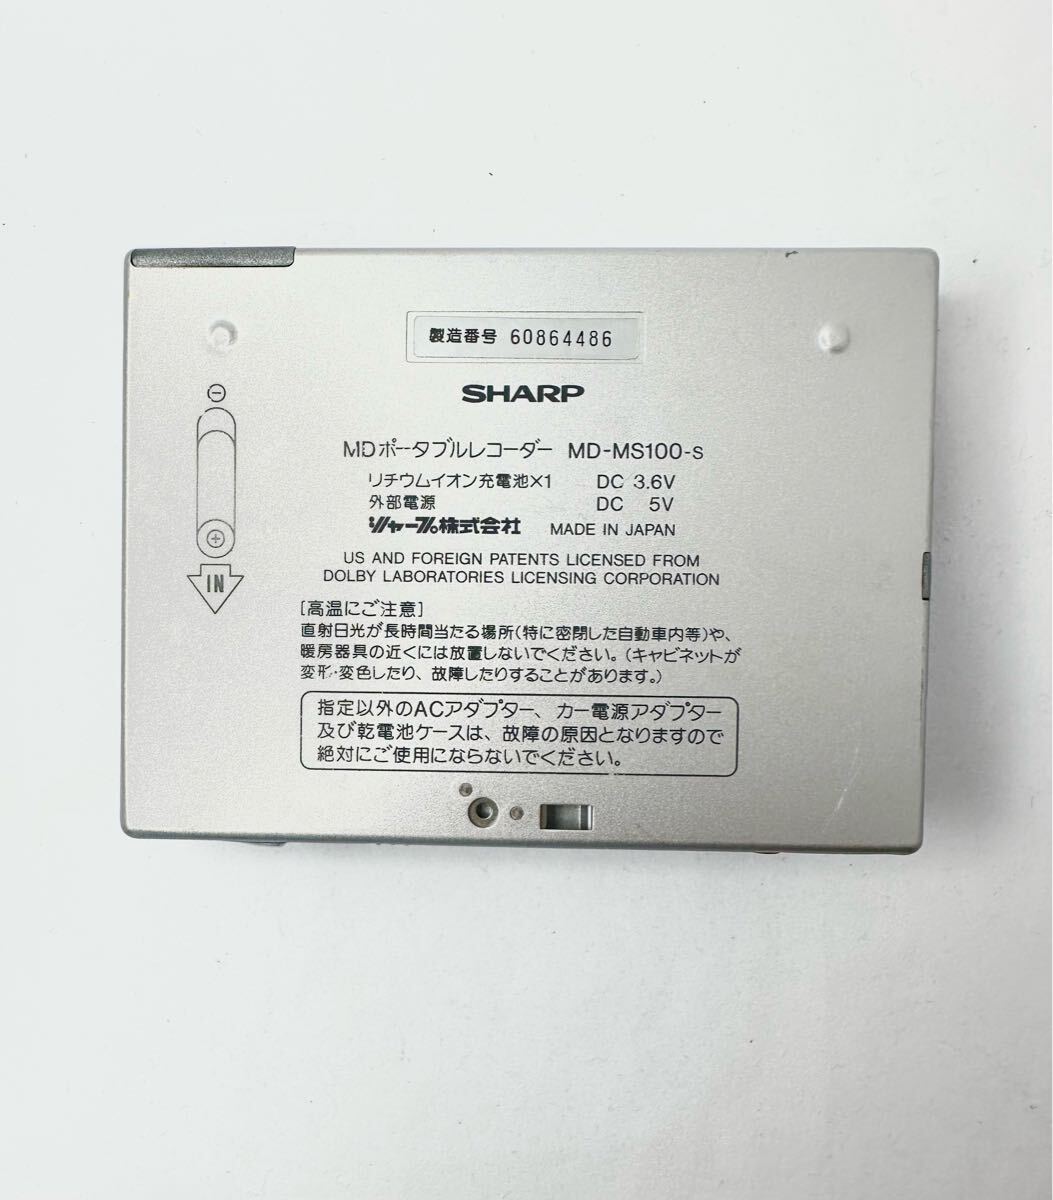 製造番号 60864486
SHARP
⊖
MDポータブルレコーダー MD-MS100-S
リチウムイオン充電池×1 DC 3.6V
外部電源 DC 5V
シャープ株式会社 MADE IN JAPAN
⊕
IN
US AND FOREIGN PATENTS LICENSED FROM
DOLBY LABORATORIES LICENSING CORPORATION
[高温にご注意]
直射日光が長時間当たる場所(特に密閉した自動車内等)や、
暖房器具の近くには放置しないでください。(キャビネットが
変形・変色したり、故障したりすることがあります。)
指定以外のACアダプター、カー電源アダプター
及び乾電池ケースは、故障の原因となりますので
絶対にご使用にならないでください。